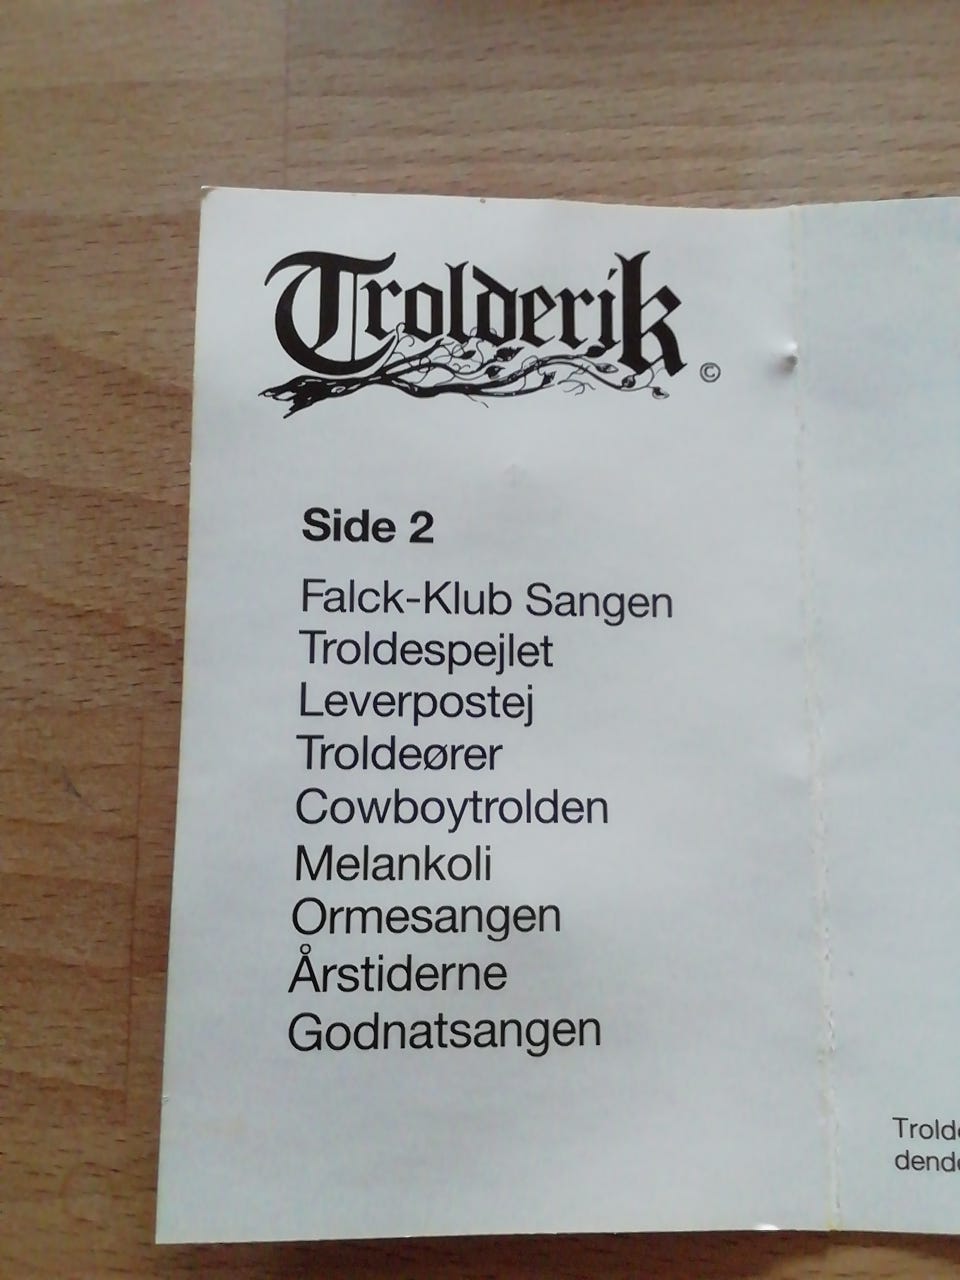 Trolderik
©
Side 2
Falck-Klub Sangen
Troldespejlet
Leverpostej
Troldeører
Cowboytrolden
Melankoli
Ormesangen
Årstiderne
Godnatsangen